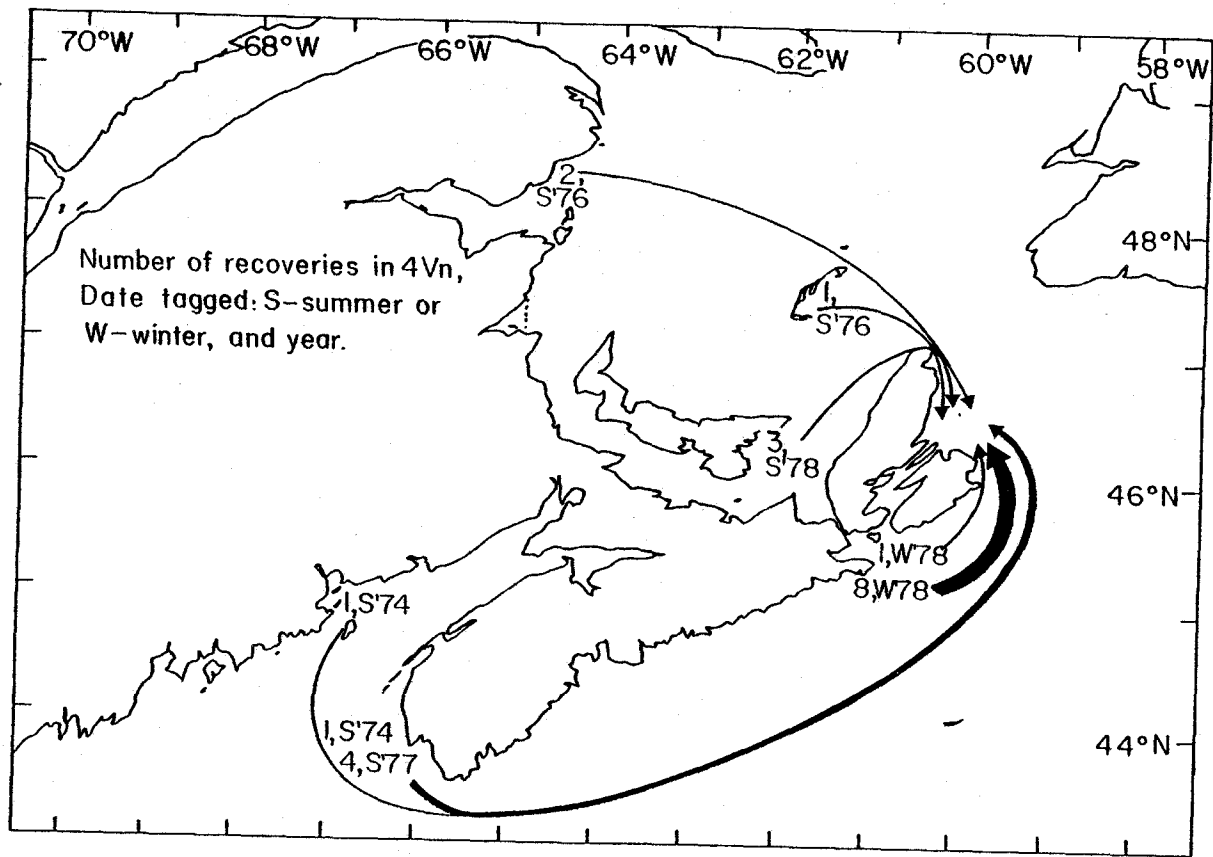 70°W 68°W 66°W 64°W 62°W 60°W 58°W
2,
S'76
48°N
Number of recoveries in 4Vn,
Date tagged: S-summer or
W-winter, and year.
1,
S'76
3,
S'78
46°N
1,W'78
8,W'78
1,S'74
1,S'74
4,S'77
44°N